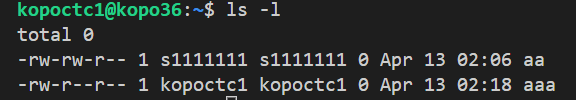 kopoctc1@kopo36:~$ ls -l
total 0
-rw-rw-r-- 1 s1111111 s1111111 0 Apr 13 02:06 aa
-rw-r--r-- 1 kopoctc1 kopoctc1 0 Apr 13 02:18 aaa